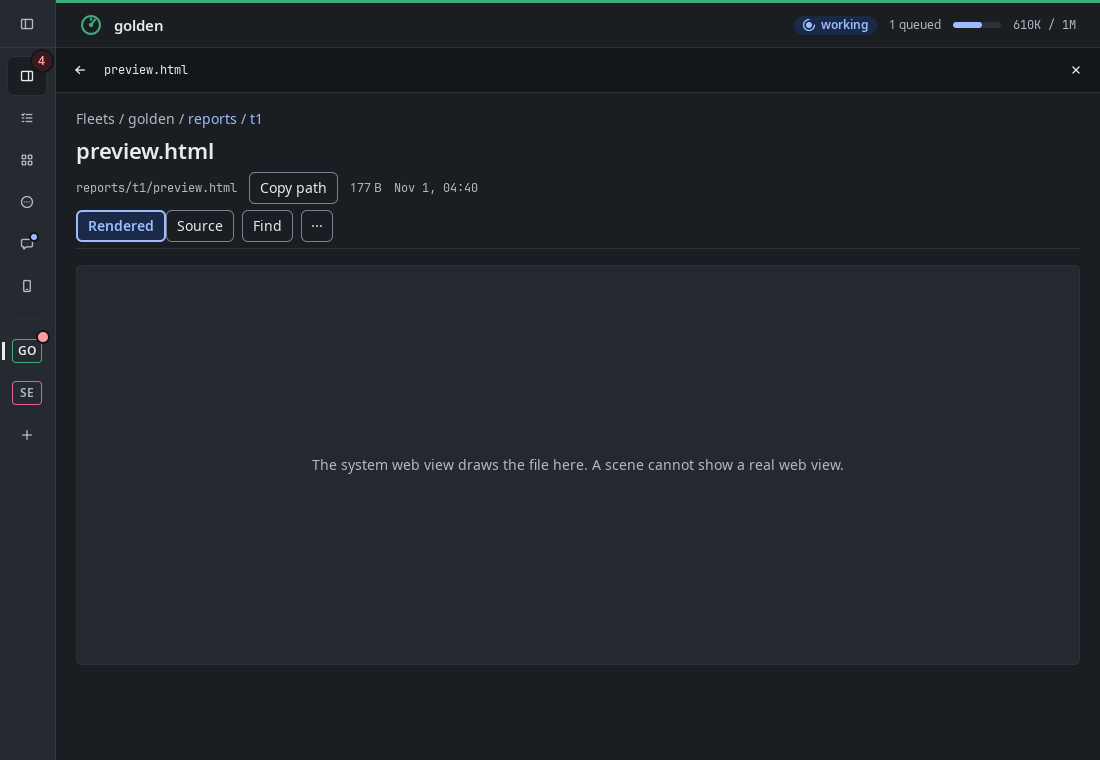 golden
working
1 queued
610K / 1M
4
preview.html
Fleets / golden / reports / t1
preview.html
reports/t1/preview.html
Copy path
177 B
Nov 1, 04:40
Rendered
Source
Find
···
GO
SE
The system web view draws the file here. A scene cannot show a real web view.